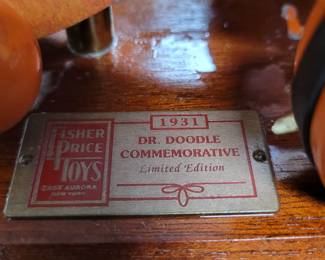 FISHER
PRICE
TOYS
EAST AURORA
NEW YORK
1931
DR. DOODLE
COMMEMORATIVE
Limited Edition